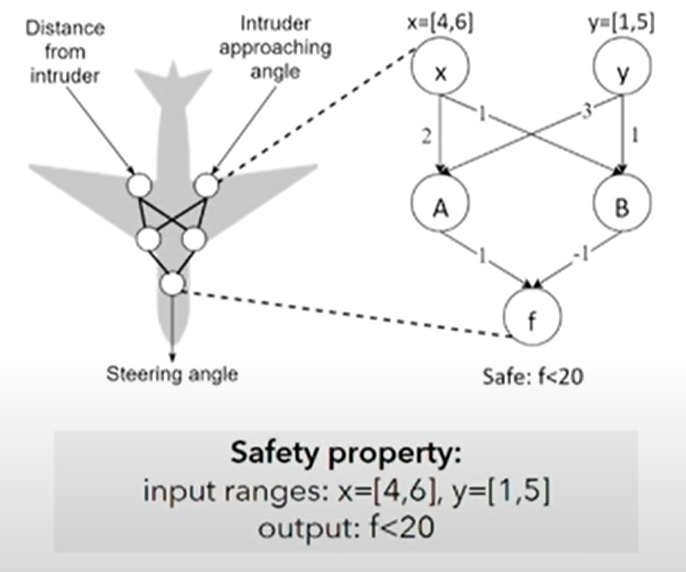 Distance
from
intruder
Intruder
approaching
angle
x=[4,6]
y=[1,5]
x
y
1
3
2
1
A
B
1
-1
f
Steering angle
Safe: f<20
Safety property:
input ranges: x=[4,6], y=[1,5]
output: f<20